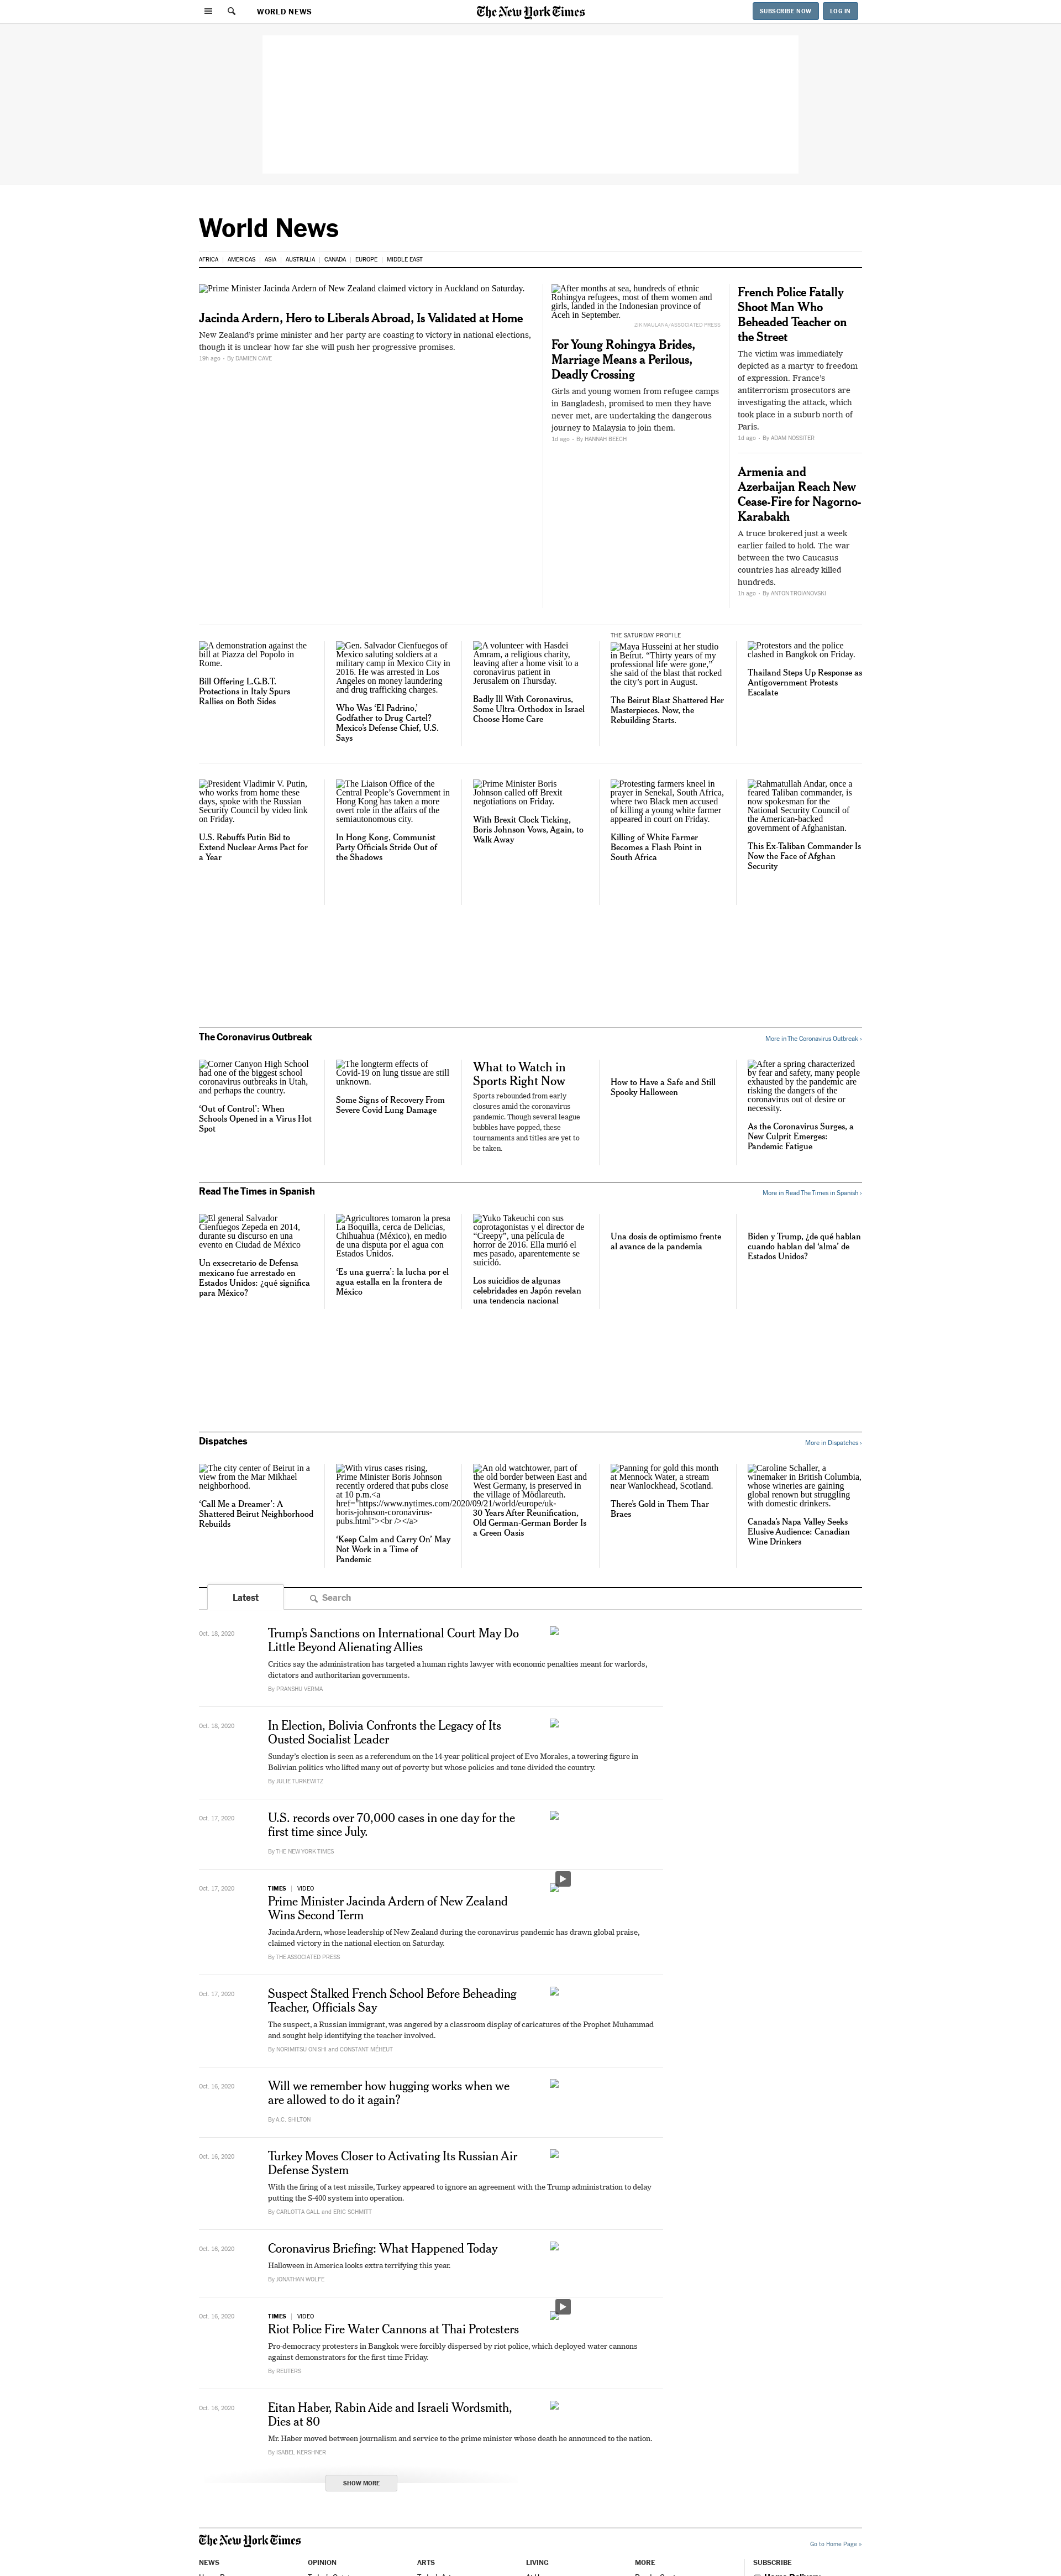 WORLD NEWS
The New York Times
SUBSCRIBE NOW
LOG IN
World News
AFRICA
AMERICAS
ASIA
AUSTRALIA
CANADA
EUROPE
MIDDLE EAST
Prime Minister Jacinda Ardern of New Zealand claimed victory in Auckland on Saturday.
Jacinda Ardern, Hero to Liberals Abroad, Is Validated at Home
New Zealand's prime minister and her party are coasting to victory in national elections,
though it is unclear how far she will push her progressive promises.
19h ago - By DAMIEN CAVE
After months at sea, hundreds of ethnic
Rohingya refugees, most of them women and
girls, landed in the Indonesian province of
Aceh in September.
ZIK MAULANA/ASSOCIATED PRESS
For Young Rohingya Brides,
Marriage Means a Perilous,
Deadly Crossing
Girls and young women from refugee camps
in Bangladesh, promised to men they have
never met, are undertaking the dangerous
journey to Malaysia to join them.
1d ago - By HANNAH BEECH
French Police Fatally
Shoot Man Who
Beheaded Teacher on
the Street
The victim was immediately
depicted as a martyr to freedom
of expression. France's
antiterrorism prosecutors are
investigating the attack, which
took place in a suburb north of
Paris.
1d ago - By ADAM NOSSITER
Armenia and
Azerbaijan Reach New
Cease-Fire for Nagorno-
Karabakh
A truce brokered just a week
earlier failed to hold. The war
between the two Caucasus
countries has already killed
hundreds.
1h ago - By ANTON TROIANOVSKI
A demonstration against the
bill at Piazza del Popolo in
Rome.
Bill Offering L.G.B.T.
Protections in Italy Spurs
Rallies on Both Sides
Gen. Salvador Cienfuegos of
Mexico saluting soldiers at a
military camp in Mexico City in
2016. He was arrested in Los
Angeles on money laundering
and drug trafficking charges.
Who Was ‘El Padrino,’
Godfather to Drug Cartel?
Mexico’s Defense Chief, U.S.
Says
A volunteer with Hasdei
Amram, a religious charity,
leaving after a home visit to a
coronavirus patient in
Jerusalem on Thursday.
Badly Ill With Coronavirus,
Some Ultra-Orthodox in Israel
Choose Home Care
THE SATURDAY PROFILE
Maya Husseini at her studio
in Beirut. “Thirty years of my
professional life were gone,”
she said of the blast that rocked
the city’s port in August.
The Beirut Blast Shattered Her
Masterpieces. Now, the
Rebuilding Starts.
Protestors and the police
clashed in Bangkok on Friday.
Thailand Steps Up Response as
Antigovernment Protests
Escalate
President Vladimir V. Putin,
who works from home these
days, spoke with the Russian
Security Council by video link
on Friday.
U.S. Rebuffs Putin Bid to
Extend Nuclear Arms Pact for
a Year
The Liaison Office of the
Central People’s Government in
Hong Kong has taken a more
overt role in the affairs of the
semiautonomous city.
In Hong Kong, Communist
Party Officials Stride Out of
the Shadows
Prime Minister Boris
Johnson called off Brexit
negotiations on Friday.
With Brexit Clock Ticking,
Boris Johnson Vows, Again, to
Walk Away
Protesting farmers kneel in
prayer in Senekal, South Africa,
where two Black men accused
of killing a young white farmer
appeared in court on Friday.
Killing of White Farmer
Becomes a Flash Point in
South Africa
Rahmatullah Andar, once a
feared Taliban commander, is
now spokesman for the
National Security Council of
the American-backed
government of Afghanistan.
This Ex-Taliban Commander Is
Now the Face of Afghan
Security
The Coronavirus Outbreak
More in The Coronavirus Outbreak ›
Corner Canyon High School
had one of the biggest school
coronavirus outbreaks in Utah,
and perhaps the country.
‘Out of Control’: When
Schools Opened in a Virus Hot
Spot
The longterm effects of
Covid-19 on lung tissue are still
unknown.
Some Signs of Recovery From
Severe Covid Lung Damage
What to Watch in
Sports Right Now
Sports rebounded from early
closures amid the coronavirus
pandemic. Though several league
bubbles have popped, these
tournaments and titles are yet to
be taken.
How to Have a Safe and Still
Spooky Halloween
After a spring characterized
by fear and safety, many people
exhausted by the pandemic are
risking the dangers of the
coronavirus out of desire or
necessity.
As the Coronavirus Surges, a
New Culprit Emerges:
Pandemic Fatigue
Read The Times in Spanish
More in Read The Times in Spanish ›
El general Salvador
Cienfuegos Zepeda en 2014,
durante su discurso en una
evento en Ciudad de México
Un exsecretario de Defensa
mexicano fue arrestado en
Estados Unidos: ¿qué significa
para México?
Agricultores tomaron la presa
La Boquilla, cerca de Delicias,
Chihuahua (México), en medio
de una disputa por el agua con
Estados Unidos.
‘Es una guerra’: la lucha por el
agua estalla en la frontera de
México
Yuko Takeuchi con sus
coprotagonistas y el director de
“Creepy”, una película de
horror de 2016. Ella murió el
mes pasado, aparentemente se
suicidó.
Los suicidios de algunas
celebridades en Japón revelan
una tendencia nacional
Una dosis de optimismo frente
al avance de la pandemia
Biden y Trump, ¿de qué hablan
cuando hablan del ‘alma’ de
Estados Unidos?
Dispatches
More in Dispatches ›
The city center of Beirut in a
view from the Mar Mikhael
neighborhood.
‘Call Me a Dreamer’: A
Shattered Beirut Neighborhood
Rebuilds
With virus cases rising,
Prime Minister Boris Johnson
recently ordered that pubs close
at 10 p.m.<a
href="https://www.nytimes.com/2020/09/21/world/europe/uk-
boris-johnson-coronavirus-
pubs.html"><br /></a>
‘Keep Calm and Carry On’ May
Not Work in a Time of
Pandemic
An old watchtower, part of
the old border between East and
West Germany, is preserved in
the village of Mödlareuth.
30 Years After Reunification,
Old German-German Border Is
a Green Oasis
Panning for gold this month
at Mennock Water, a stream
near Wanlockhead, Scotland.
There’s Gold in Them Thar
Braes
Caroline Schaller, a
winemaker in British Columbia,
whose wineries are gaining
global renown but struggling
with domestic drinkers.
Canada’s Napa Valley Seeks
Elusive Audience: Canadian
Wine Drinkers
Latest
Search
Oct. 18, 2020
Trump’s Sanctions on International Court May Do
Little Beyond Alienating Allies
Critics say the administration has targeted a human rights lawyer with economic penalties meant for warlords,
dictators and authoritarian governments.
By PRANSHU VERMA
Oct. 18, 2020
In Election, Bolivia Confronts the Legacy of Its
Ousted Socialist Leader
Sunday’s election is seen as a referendum on the 14-year political project of Evo Morales, a towering figure in
Bolivian politics who lifted many out of poverty but whose policies and tone divided the country.
By JULIE TURKEWITZ
Oct. 17, 2020
U.S. records over 70,000 cases in one day for the
first time since July.
By THE NEW YORK TIMES
Oct. 17, 2020
TIMES | VIDEO
Prime Minister Jacinda Ardern of New Zealand
Wins Second Term
Jacinda Ardern, whose leadership of New Zealand during the coronavirus pandemic has drawn global praise,
claimed victory in the national election on Saturday.
By THE ASSOCIATED PRESS
Oct. 17, 2020
Suspect Stalked French School Before Beheading
Teacher, Officials Say
The suspect, a Russian immigrant, was angered by a classroom display of caricatures of the Prophet Muhammad
and sought help identifying the teacher involved.
By NORIMITSU ONISHI and CONSTANT MÉHEUT
Oct. 16, 2020
Will we remember how hugging works when we
are allowed to do it again?
By A.C. SHILTON
Oct. 16, 2020
Turkey Moves Closer to Activating Its Russian Air
Defense System
With the firing of a test missile, Turkey appeared to ignore an agreement with the Trump administration to delay
putting the S-400 system into operation.
By CARLOTTA GALL and ERIC SCHMITT
Oct. 16, 2020
Coronavirus Briefing: What Happened Today
Halloween in America looks extra terrifying this year.
By JONATHAN WOLFE
Oct. 16, 2020
TIMES | VIDEO
Riot Police Fire Water Cannons at Thai Protesters
Pro-democracy protesters in Bangkok were forcibly dispersed by riot police, which deployed water cannons
against demonstrators for the first time Friday.
By REUTERS
Oct. 16, 2020
Eitan Haber, Rabin Aide and Israeli Wordsmith,
Dies at 80
Mr. Haber moved between journalism and service to the prime minister whose death he announced to the nation.
By ISABEL KERSHNER
SHOW MORE
The New York Times
Go to Home Page »
NEWS
OPINION
ARTS
LIVING
MORE
SUBSCRIBE